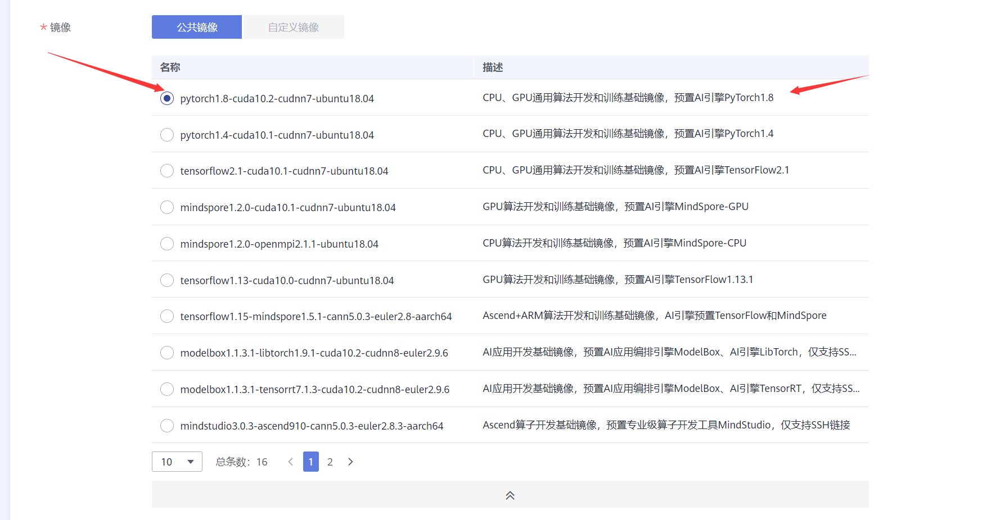 * 镜像
公共镜像 自定义镜像
名称 描述
pytorch1.8-cuda10.2-cudnn7-ubuntu18.04 CPU、GPU通用算法开发和训练基础镜像，预置AI引擎PyTorch1.8
pytorch1.4-cuda10.1-cudnn7-ubuntu18.04 CPU、GPU通用算法开发和训练基础镜像，预置AI引擎PyTorch1.4
tensorflow2.1-cuda10.1-cudnn7-ubuntu18.04 CPU、GPU通用算法开发和训练基础镜像，预置AI引擎TensorFlow2.1
mindspore1.2.0-cuda10.1-cudnn7-ubuntu18.04 GPU算法开发和训练基础镜像，预置AI引擎MindSpore-GPU
mindspore1.2.0-openmpi2.1.1-ubuntu18.04 CPU算法开发和训练基础镜像，预置AI引擎MindSpore-CPU
tensorflow1.13-cuda10.0-cudnn7-ubuntu18.04 GPU算法开发和训练基础镜像，预置AI引擎TensorFlow1.13.1
tensorflow1.15-mindspore1.5.1-cann5.0.3-euler2.8-aarch64 Ascend+ARM算法开发和训练基础镜像，AI引擎预置TensorFlow和MindSpore
modelbox1.1.3.1-libtorch1.9.1-cuda10.2-cudnn8-euler2.9.6 AI应用开发基础镜像，预置AI应用编排引擎ModelBox、AI引擎LibTorch，仅支持SS...
modelbox1.1.3.1-tensorrt7.1.3-cuda10.2-cudnn8-euler2.9.6 AI应用开发基础镜像，预置AI应用编排引擎ModelBox、AI引擎TensorRT，仅支持SS...
mindstudio3.0.3-ascend910-cann5.0.3-euler2.8.3-aarch64 Ascend算子开发基础镜像，预置专业级算子开发工具MindStudio，仅支持SSH链接
10 总条数：16 1 2